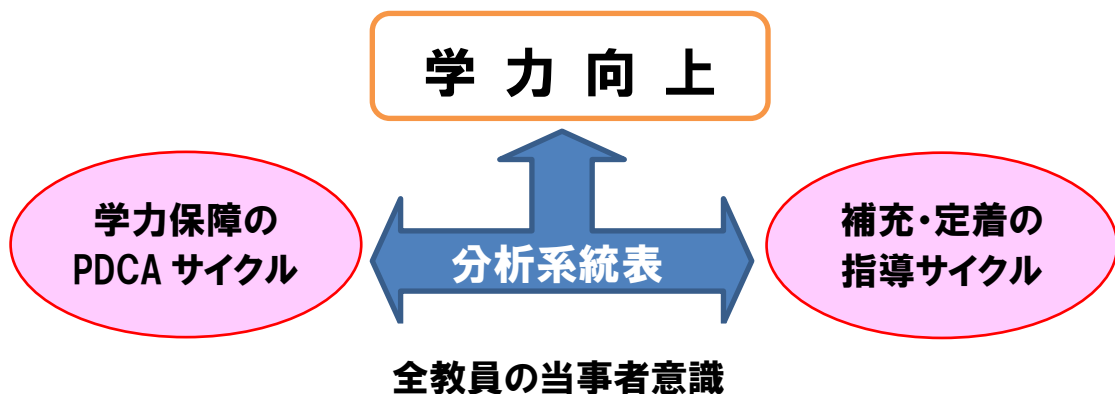 学力向上
学力保障の
PDCA サイクル
分析系統表
補充・定着の
指導サイクル
全教員の当事者意識